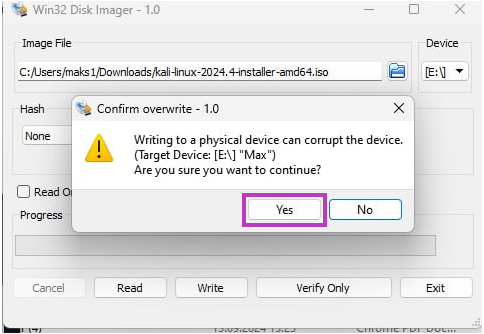 Win32 Disk Imager - 1.0
Image File
Device
C:/Users/maks1/Downloads/kali-linux-2024.4-installer-amd64.iso
[E:\]
Hash
None
Confirm overwrite - 1.0
Writing to a physical device can corrupt the device.
(Target Device: [E:\] "Max")
Are you sure you want to continue?
Yes
No
Read
Progress
Cancel
Read
Write
Verify Only
Exit